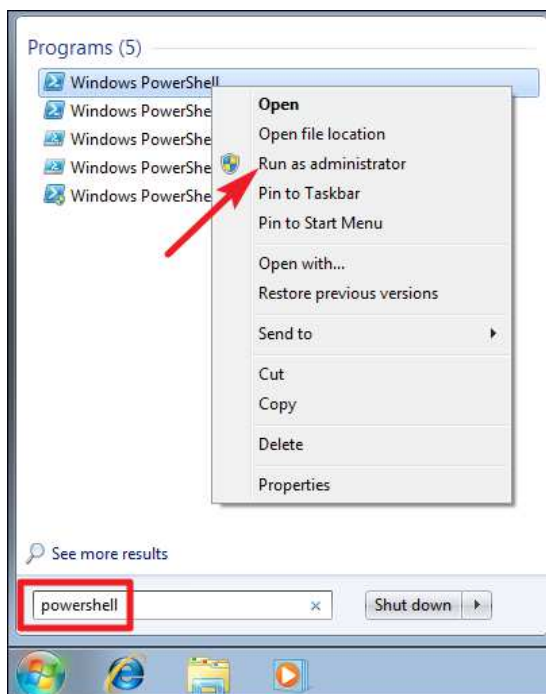 Programs (5)
Windows PowerShell
Windows PowerShe
Windows PowerShe
Windows PowerShe
Windows PowerShe
Open
Open file location
Run as administrator
Pin to Taskbar
Pin to Start Menu
Open with...
Restore previous versions
Send to
Cut
Copy
Delete
Properties
See more results
powershell
Shut down